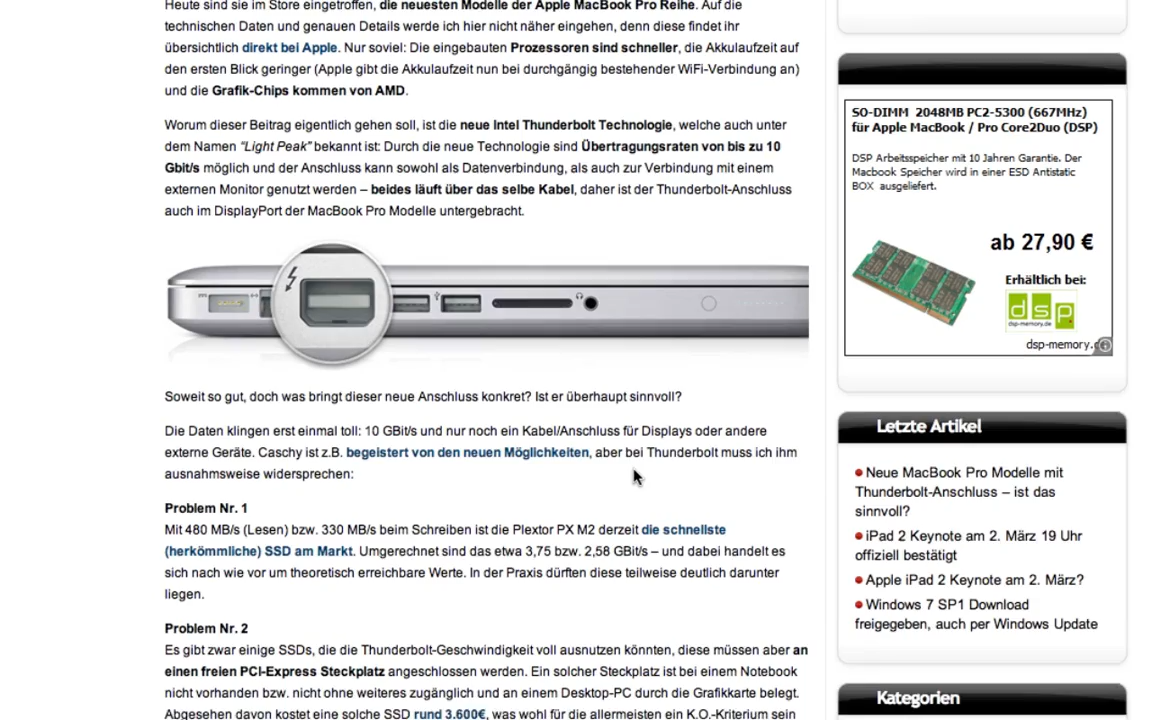 Heute sind sie im Store eingetroffen, die neuesten Modelle der Apple MacBook Pro Reihe. Auf die
technischen Daten und genauen Details werde ich hier nicht näher eingehen, denn diese findet ihr
übersichtlich direkt bei Apple. Nur soviel: Die eingebauten Prozessoren sind schneller, die Akkulaufzeit auf
den ersten Blick geringer (Apple gibt die Akkulaufzeit nun bei durchgängig bestehender WiFi-Verbindung an)
und die Grafik-Chips kommen von AMD.
Worum dieser Beitrag eigentlich gehen soll, ist die neue Intel Thunderbolt Technologie, welche auch unter
dem Namen “Light Peak” bekannt ist: Durch die neue Technologie sind Übertragungsraten von bis zu 10
Gbit/s möglich und der Anschluss kann sowohl als Datenverbindung, als auch zur Verbindung mit einem
externen Monitor genutzt werden – beides läuft über das selbe Kabel, daher ist der Thunderbolt-Anschluss
auch im DisplayPort der MacBook Pro Modelle untergebracht.
Soweit so gut, doch was bringt dieser neue Anschluss konkret? Ist er überhaupt sinnvoll?
Die Daten klingen erst einmal toll: 10 GBit/s und nur noch ein Kabel/Anschluss für Displays oder andere
externe Geräte. Caschy ist z.B. begeistert von den neuen Möglichkeiten, aber bei Thunderbolt muss ich ihm
ausnahmsweise widersprechen:
Problem Nr. 1
Mit 480 MB/s (Lesen) bzw. 330 MB/s beim Schreiben ist die Plextor PX M2 derzeit die schnellste
(herkömmliche) SSD am Markt. Umgerechnet sind das etwa 3,75 bzw. 2,58 GBit/s – und dabei handelt es
sich nach wie vor um theoretisch erreichbare Werte. In der Praxis dürften diese teilweise deutlich darunter
liegen.
Problem Nr. 2
Es gibt zwar einige SSDs, die die Thunderbolt-Geschwindigkeit voll ausnutzen könnten, diese müssen aber an
einen freien PCI-Express Steckplatz angeschlossen werden. Ein solcher Steckplatz ist bei einem Notebook
nicht vorhanden bzw. nicht ohne weiteres zugänglich und an einem Desktop-PC durch die Grafikkarte belegt.
Abgesehen davon kostet eine solche SSD rund 3.600€, was wohl für die allermeisten ein K.O.-Kriterium sein
SO-DIMM 2048MB PC2-5300 (667MHz)
für Apple MacBook / Pro Core2Duo (DSP)
DSP Arbeitsspeicher mit 10 Jahren Garantie. Der
Macbook Speicher wird in einer ESD Antistatic
BOX ausgeliefert.
ab 27,90 €
Erhältlich bei:
dsp
dsp-memory.de
dsp-memory.d
Letzte Artikel
Neue MacBook Pro Modelle mit
Thunderbolt-Anschluss – ist das
sinnvoll?
iPad 2 Keynote am 2. März 19 Uhr
offiziell bestätigt
Apple iPad 2 Keynote am 2. März?
Windows 7 SP1 Download
freigegeben, auch per Windows Update
Kategorien